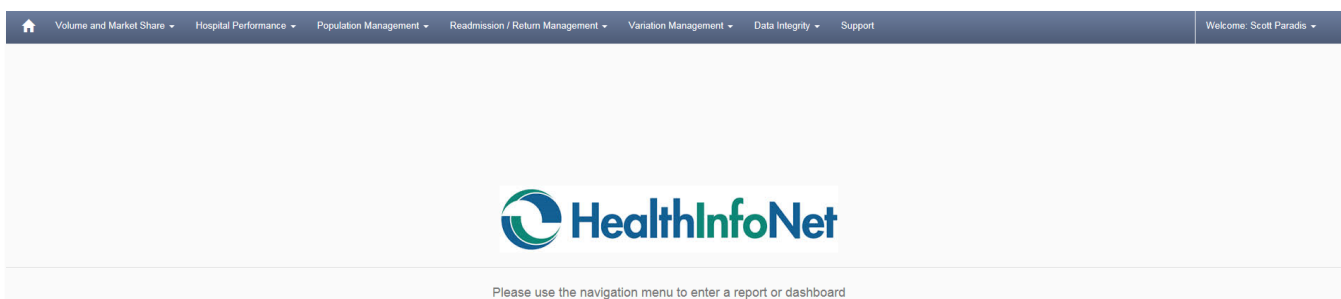 Volume and Market Share Hospital Performance Population Management Readmission / Return Management Variation Management Data Integrity Support Welcome: Scott Paradis
HealthInfoNet
Please use the navigation menu to enter a report or dashboard